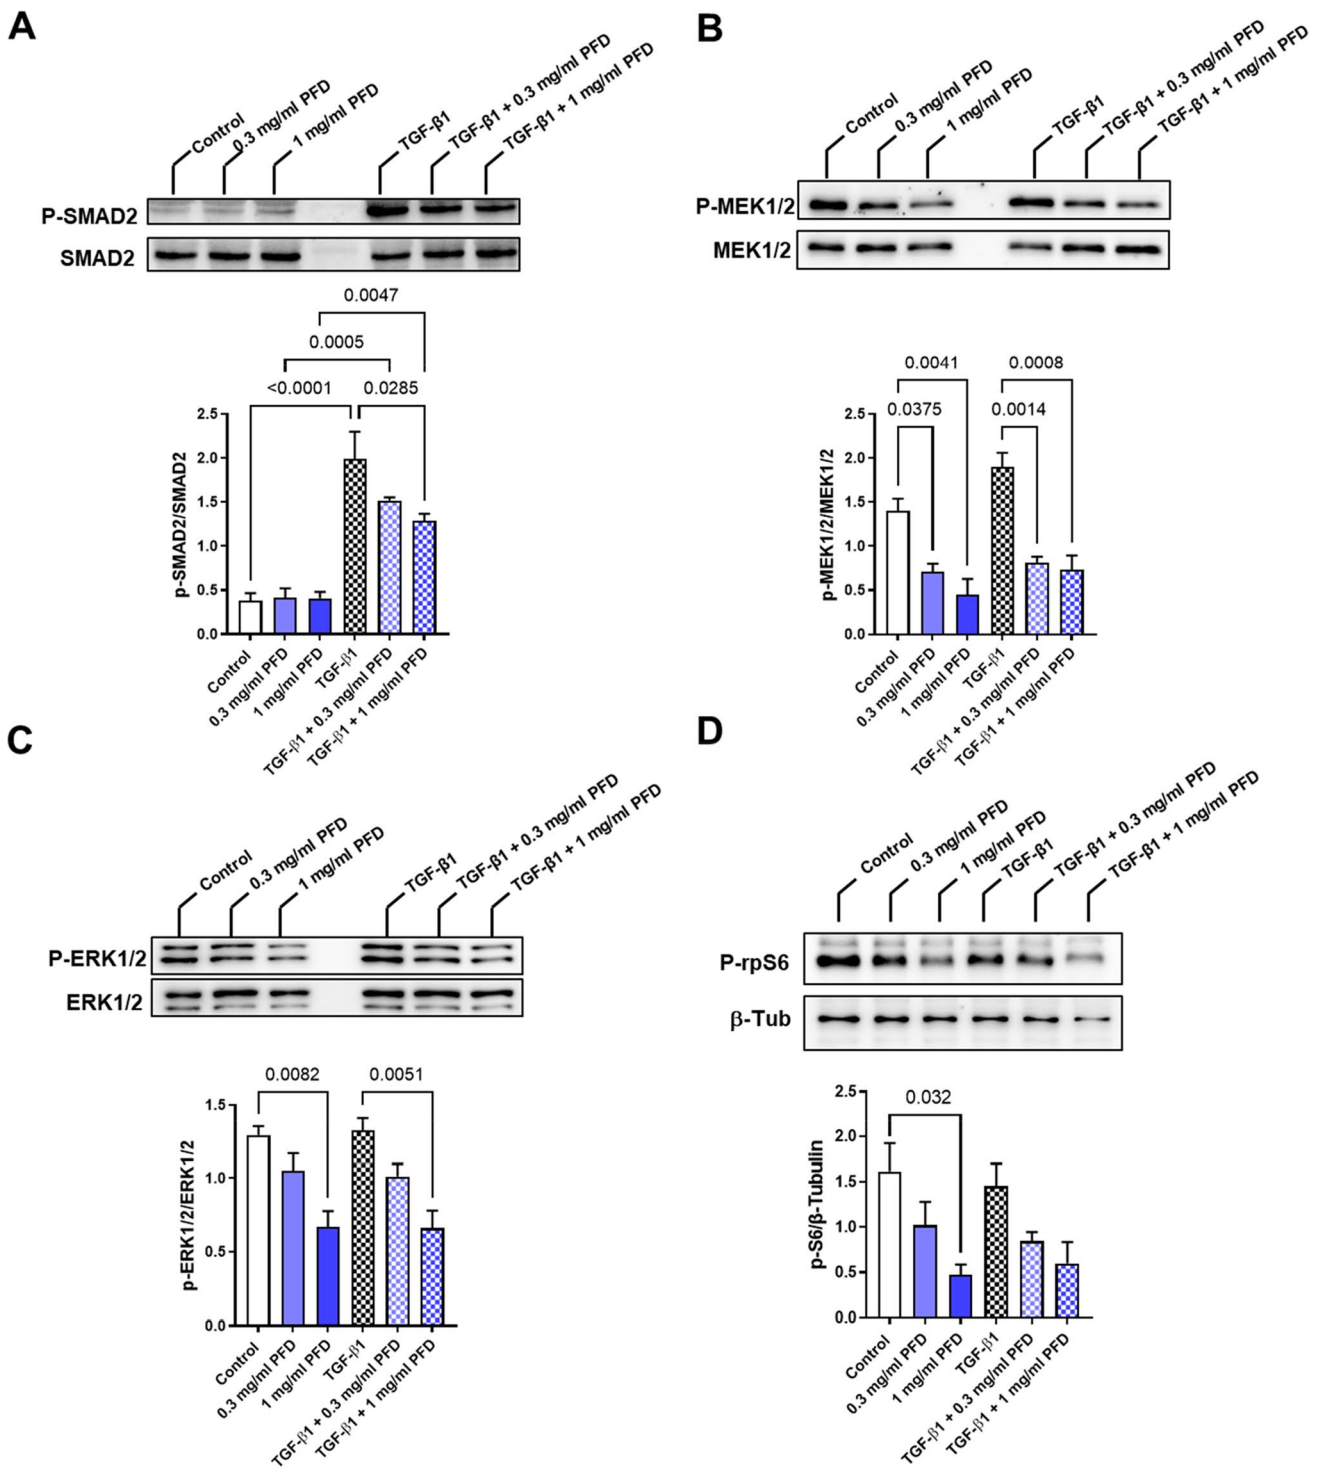 A
Control
0.3 mg/ml PFD
1 mg/ml PFD
TGF-β1
TGF-β1 + 0.3 mg/ml PFD
TGF-β1 + 1 mg/ml PFD
P-SMAD2
SMAD2
0.0047
0.0005
<0.0001
0.0285
p-SMAD2/SMAD2
2.5
2.0
1.5
1.0
0.5
0.0
Control
0.3 mg/ml PFD
1 mg/ml PFD
TGF-β1
TGF-β1 + 0.3 mg/ml PFD
TGF-β1 + 1 mg/ml PFD
B
Control
0.3 mg/ml PFD
1 mg/ml PFD
TGF-β1
TGF-β1 + 0.3 mg/ml PFD
TGF-β1 + 1 mg/ml PFD
P-MEK1/2
MEK1/2
0.0041
0.0008
0.0375
0.0014
p-MEK1/2/MEK1/2
2.5
2.0
1.5
1.0
0.5
0.0
Control
0.3 mg/ml PFD
1 mg/ml PFD
TGF-β1
TGF-β1 + 0.3 mg/ml PFD
TGF-β1 + 1 mg/ml PFD
C
Control
0.3 mg/ml PFD
1 mg/ml PFD
TGF-β1
TGF-β1 + 0.3 mg/ml PFD
TGF-β1 + 1 mg/ml PFD
P-ERK1/2
ERK1/2
0.0082
0.0051
p-ERK1/2/ERK1/2
1.5
1.0
0.5
0.0
Control
0.3 mg/ml PFD
1 mg/ml PFD
TGF-β1
TGF-β1 + 0.3 mg/ml PFD
TGF-β1 + 1 mg/ml PFD
D
Control
0.3 mg/ml PFD
1 mg/ml PFD
TGF-β1
TGF-β1 + 0.3 mg/ml PFD
TGF-β1 + 1 mg/ml PFD
P-rpS6
β-Tub
0.032
p-S6/β-Tubulin
2.5
2.0
1.5
1.0
0.5
0.0
Control
0.3 mg/ml PFD
1 mg/ml PFD
TGF-β1
TGF-β1 + 0.3 mg/ml PFD
TGF-β1 + 1 mg/ml PFD